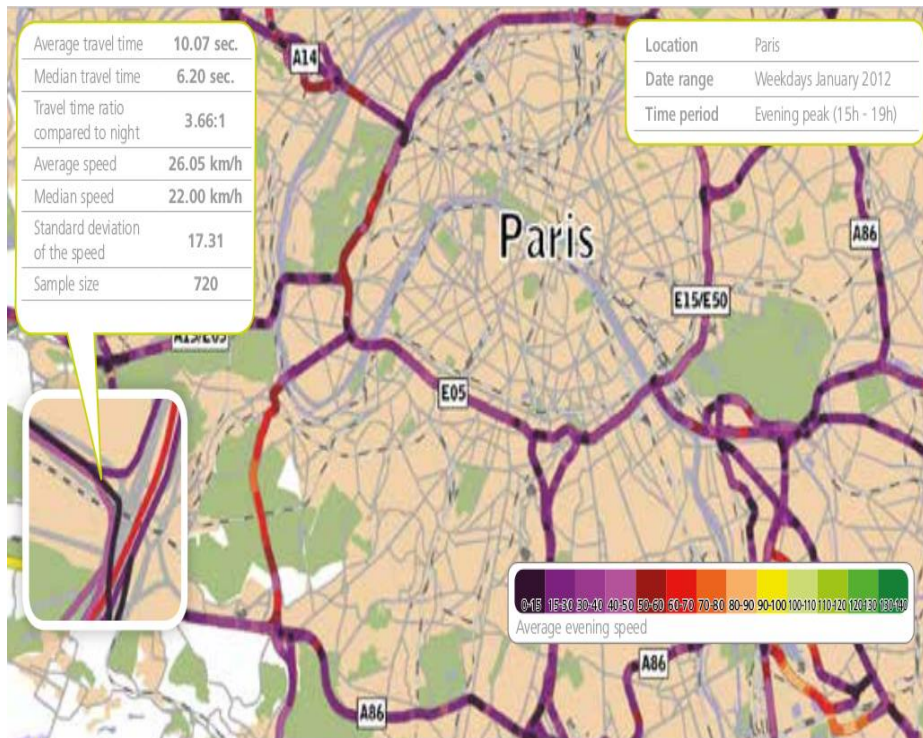 Average travel time 10.07 sec.
Median travel time 6.20 sec.
Travel time ratio
compared to night 3.66:1
Average speed 26.05 km/h
Median speed 22.00 km/h
Standard deviation
of the speed 17.31
Sample size 720
Location Paris
Date range Weekdays January 2012
Time period Evening peak (15h - 19h)
A14
Paris
A86
E15/E50
E05
0-15 15-30 30-40 40-50 50-60 60-70 70-80 80-90 90-100 100-110 110-120 120-130 130-140
Average evening speed
A86
A86